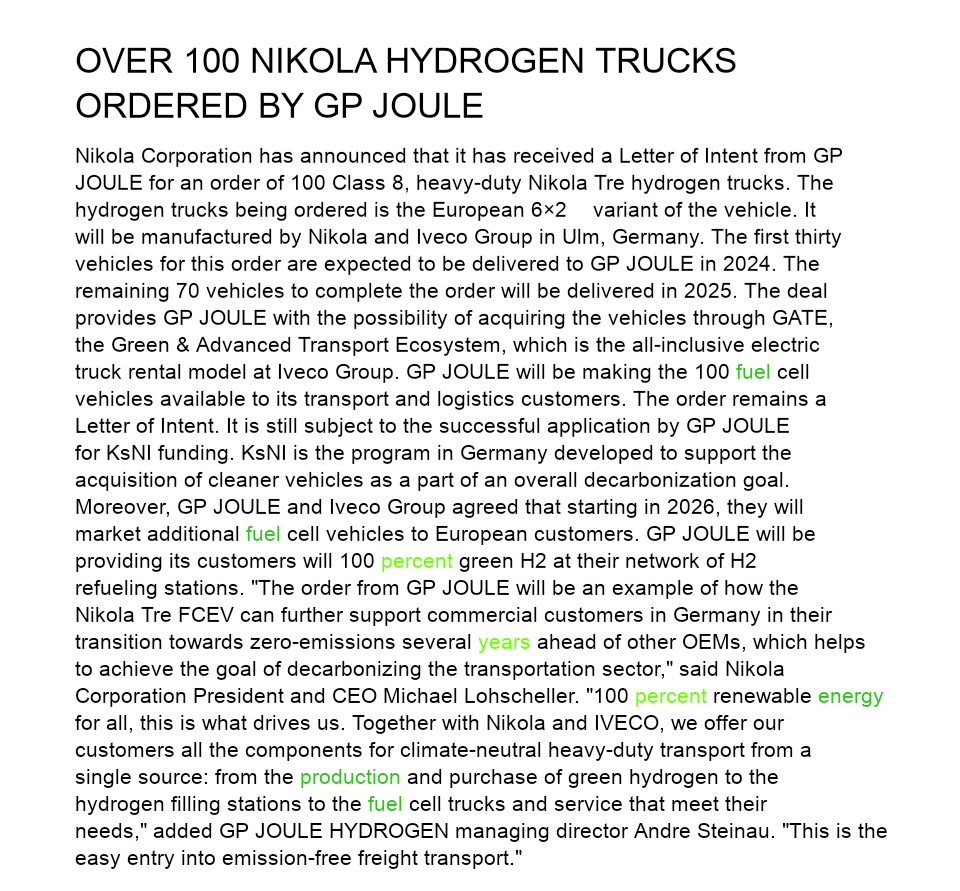 OVER 100 NIKOLA HYDROGEN TRUCKS
ORDERED BY GP JOULE
Nikola Corporation has announced that it has received a Letter of Intent from GP
JOULE for an order of 100 Class 8, heavy-duty Nikola Tre hydrogen trucks. The
hydrogen trucks being ordered is the European 6×2 variant of the vehicle. It
will be manufactured by Nikola and Iveco Group in Ulm, Germany. The first thirty
vehicles for this order are expected to be delivered to GP JOULE in 2024. The
remaining 70 vehicles to complete the order will be delivered in 2025. The deal
provides GP JOULE with the possibility of acquiring the vehicles through GATE,
the Green & Advanced Transport Ecosystem, which is the all-inclusive electric
truck rental model at Iveco Group. GP JOULE will be making the 100 fuel cell
vehicles available to its transport and logistics customers. The order remains a
Letter of Intent. It is still subject to the successful application by GP JOULE
for KsNI funding. KsNI is the program in Germany developed to support the
acquisition of cleaner vehicles as a part of an overall decarbonization goal.
Moreover, GP JOULE and Iveco Group agreed that starting in 2026, they will
market additional fuel cell vehicles to European customers. GP JOULE will be
providing its customers will 100 percent green H2 at their network of H2
refueling stations. "The order from GP JOULE will be an example of how the
Nikola Tre FCEV can further support commercial customers in Germany in their
transition towards zero-emissions several years ahead of other OEMs, which helps
to achieve the goal of decarbonizing the transportation sector," said Nikola
Corporation President and CEO Michael Lohscheller. "100 percent renewable energy
for all, this is what drives us. Together with Nikola and IVECO, we offer our
customers all the components for climate-neutral heavy-duty transport from a
single source: from the production and purchase of green hydrogen to the
hydrogen filling stations to the fuel cell trucks and service that meet their
needs," added GP JOULE HYDROGEN managing director Andre Steinau. "This is the
easy entry into emission-free freight transport."